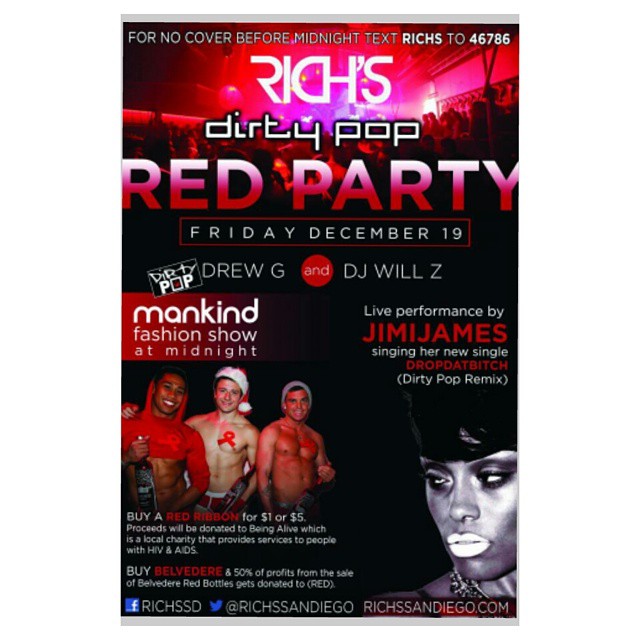 FOR NO COVER BEFORE MIDNIGHT TEXT RICHS TO 46786
RICH'S
dirty pop
RED PARTY
FRIDAY DECEMBER 19
DIRTY POP DREW G and DJ WILL Z
mankind
fashion show
at midnight
Live performance by
JIMIJAMES
singing her new single
DROPDATBITCH
(Dirty Pop Remix)
BUY A RED RIBBON for $1 or $5.
Proceeds will be donated to Being Alive which
is a local charity that provides services to people
with HIV & AIDS.
BUY BELVEDERE & 50% of profits from the sale
of Belvedere Red Bottles gets donated to (RED).
f RICHSSD @RICHSSANDIEGO RICHSSANDIEGO.COM